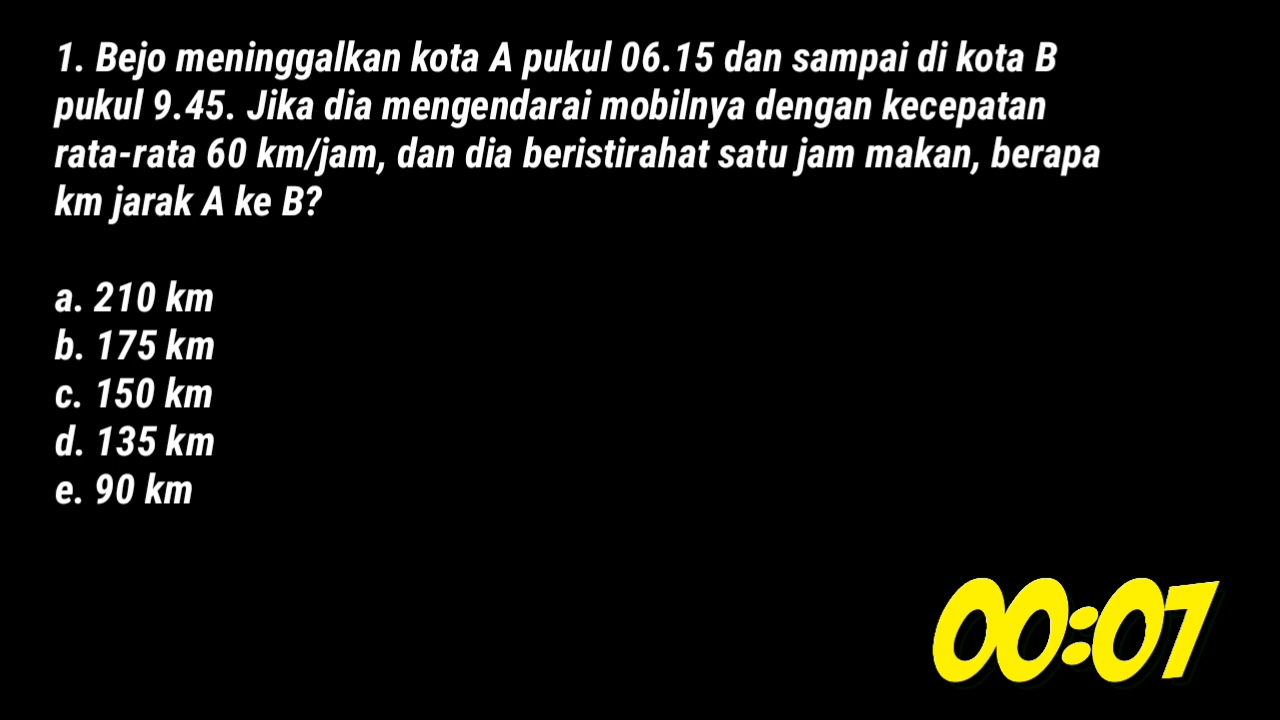 1. Bejo meninggalkan kota A pukul 06.15 dan sampai di kota B
pukul 9.45. Jika dia mengendarai mobilnya dengan kecepatan
rata-rata 60 km/jam, dan dia beristirahat satu jam makan, berapa
km jarak A ke B?
a. 210 km
b. 175 km
c. 150 km
d. 135 km
e. 90 km
00:07